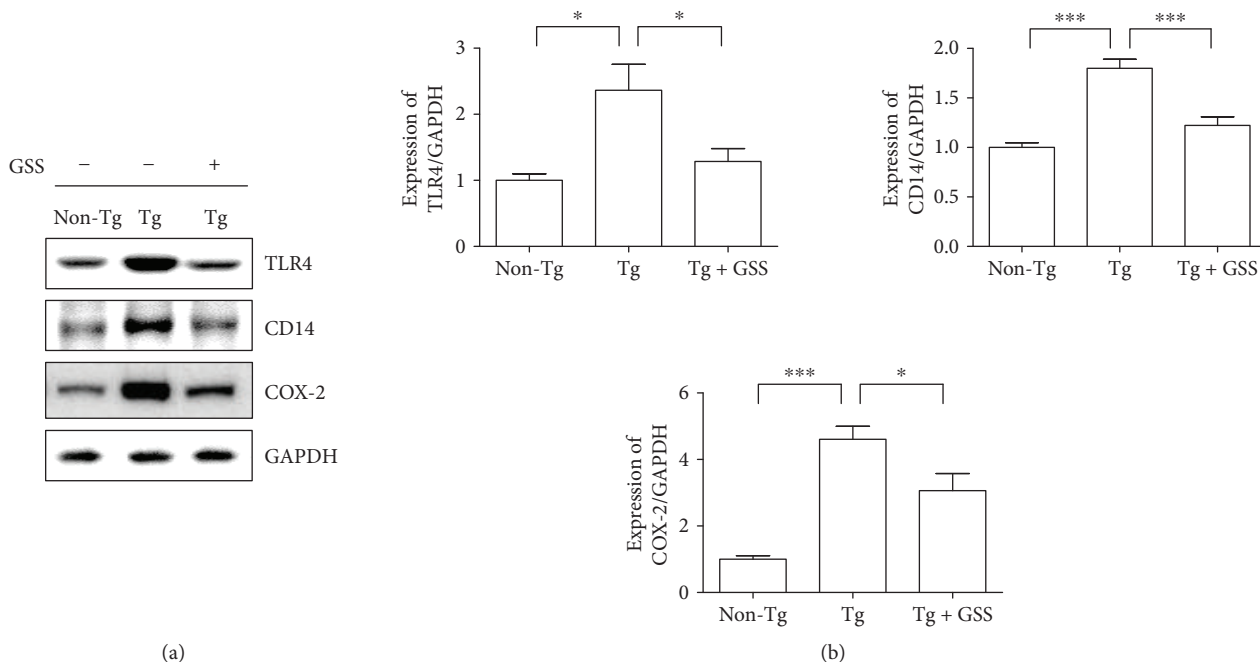 GSS − − +
Non-Tg Tg Tg
TLR4
CD14
COX-2
GAPDH
(a)
* *
Expression of
TLR4/GAPDH
3
2
1
0
Non-Tg Tg Tg + GSS
*** ***
Expression of
CD14/GAPDH
2.0
1.5
1.0
0.5
0.0
Non-Tg Tg Tg + GSS
*** *
Expression of
COX-2/GAPDH
6
4
2
0
Non-Tg Tg Tg + GSS
(b)